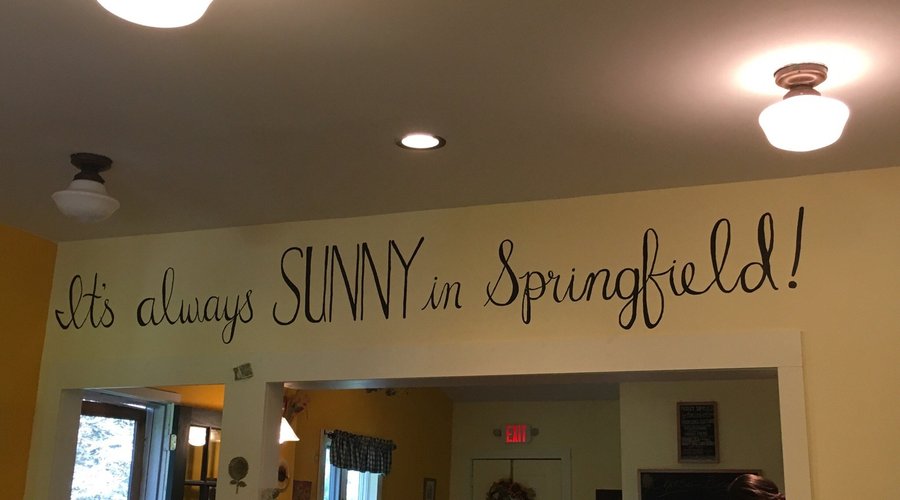 It's always SUNNY in Springfield!
EXIT